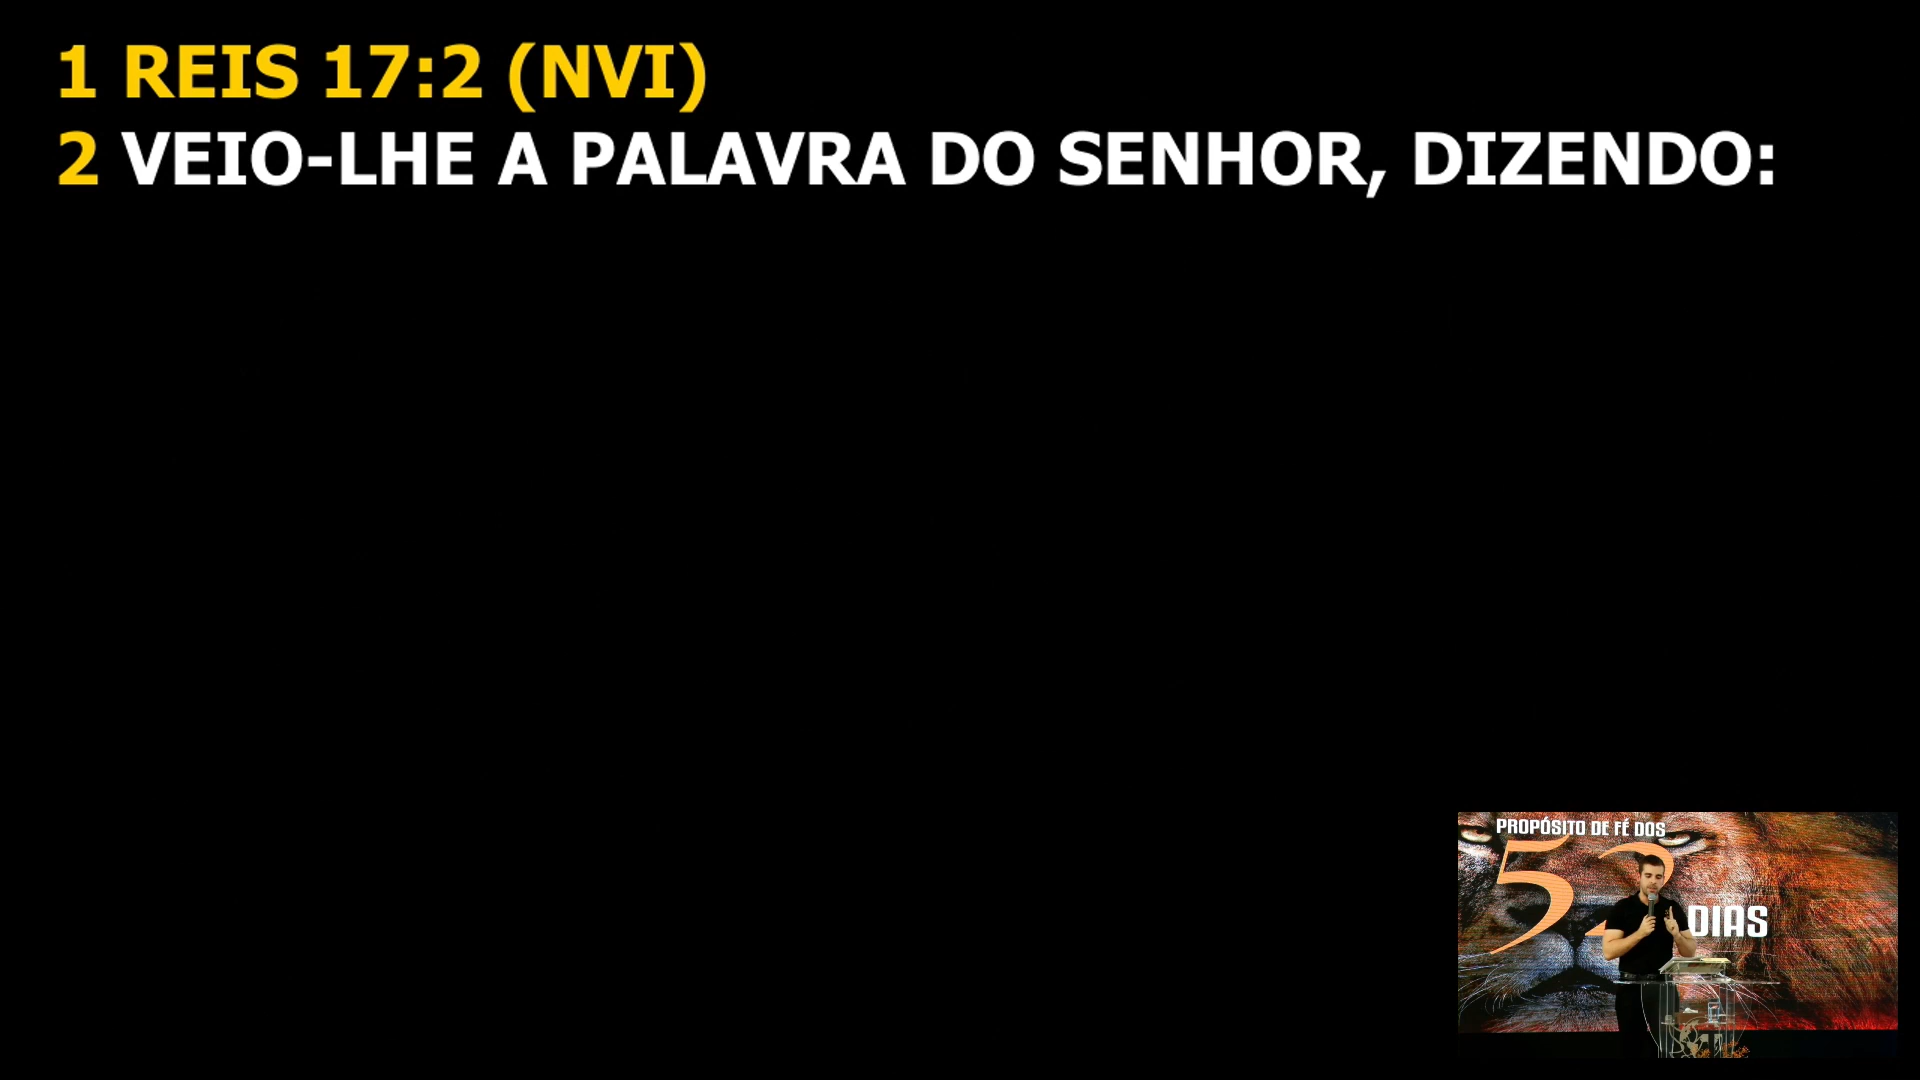 1 REIS 17:2 (NVI)
2 VEIO-LHE A PALAVRA DO SENHOR, DIZENDO:
PROPÓSITO DE FÉ DOS
52
DIAS